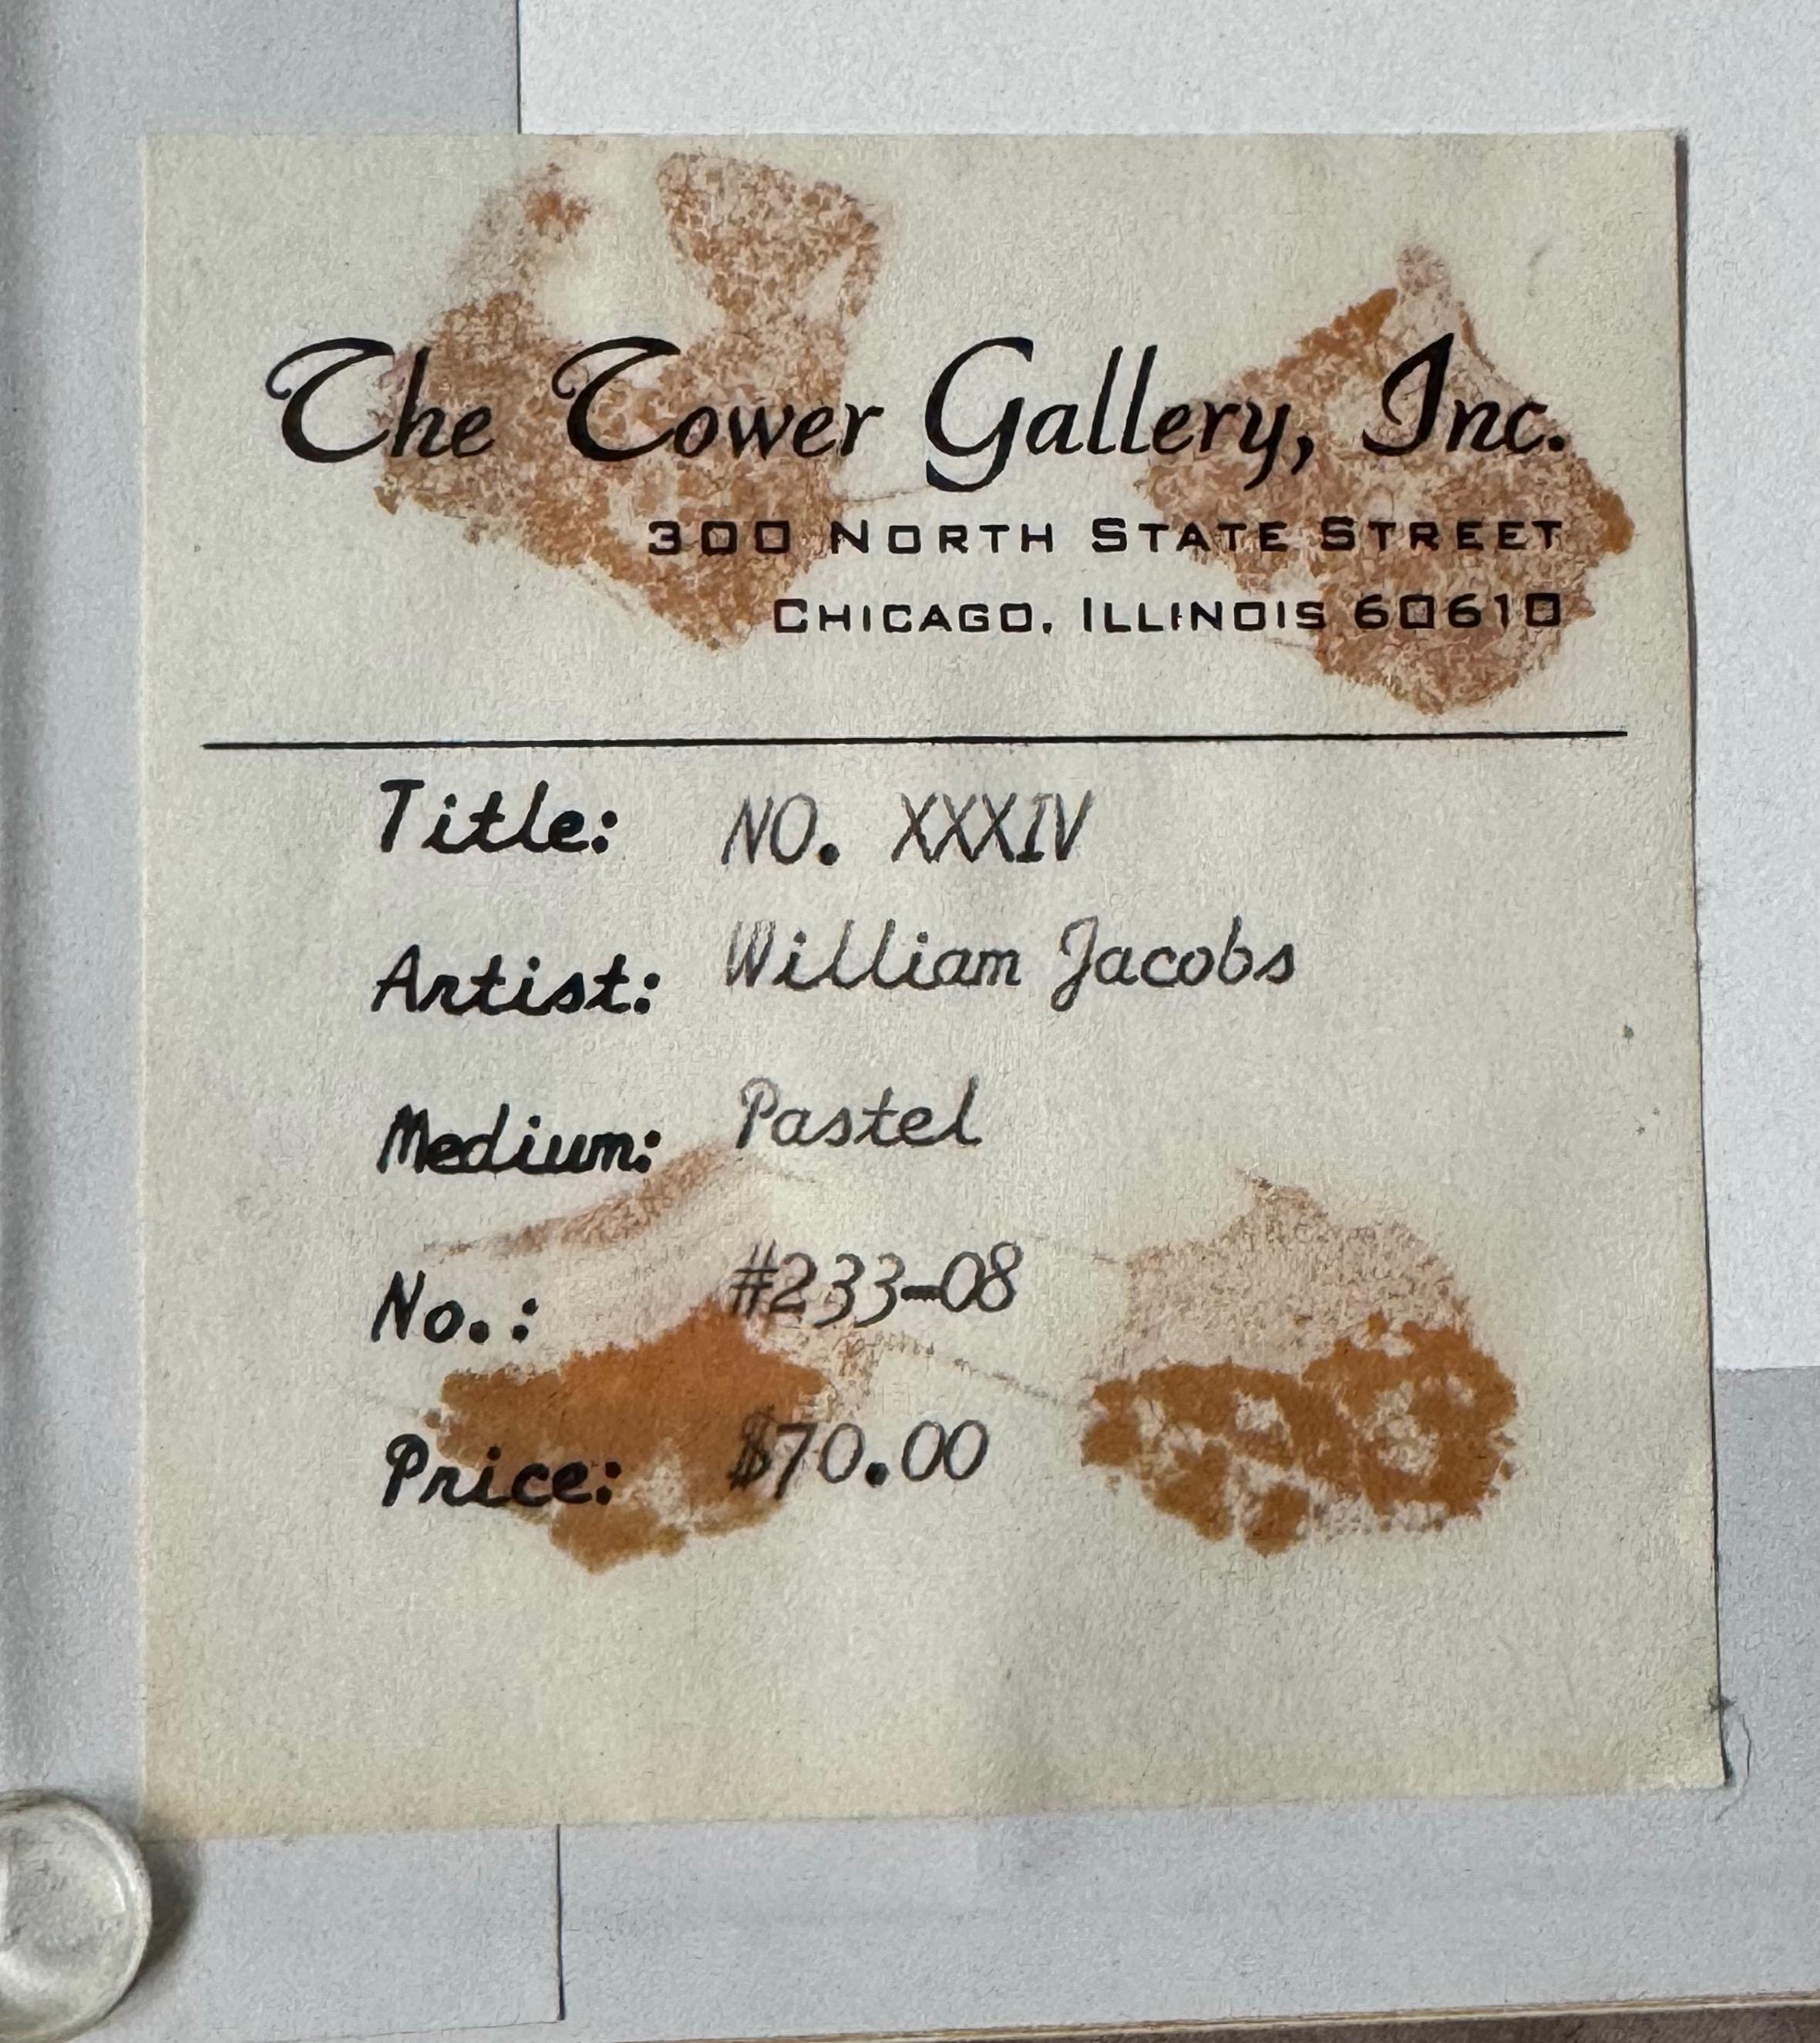 The Tower Gallery, Inc.
300 North State Street
Chicago, Illinois 60610
Title: NO. XXXIV
Artist: William Jacobs
Medium: Pastel
No.: #233-08
Price: $70.00